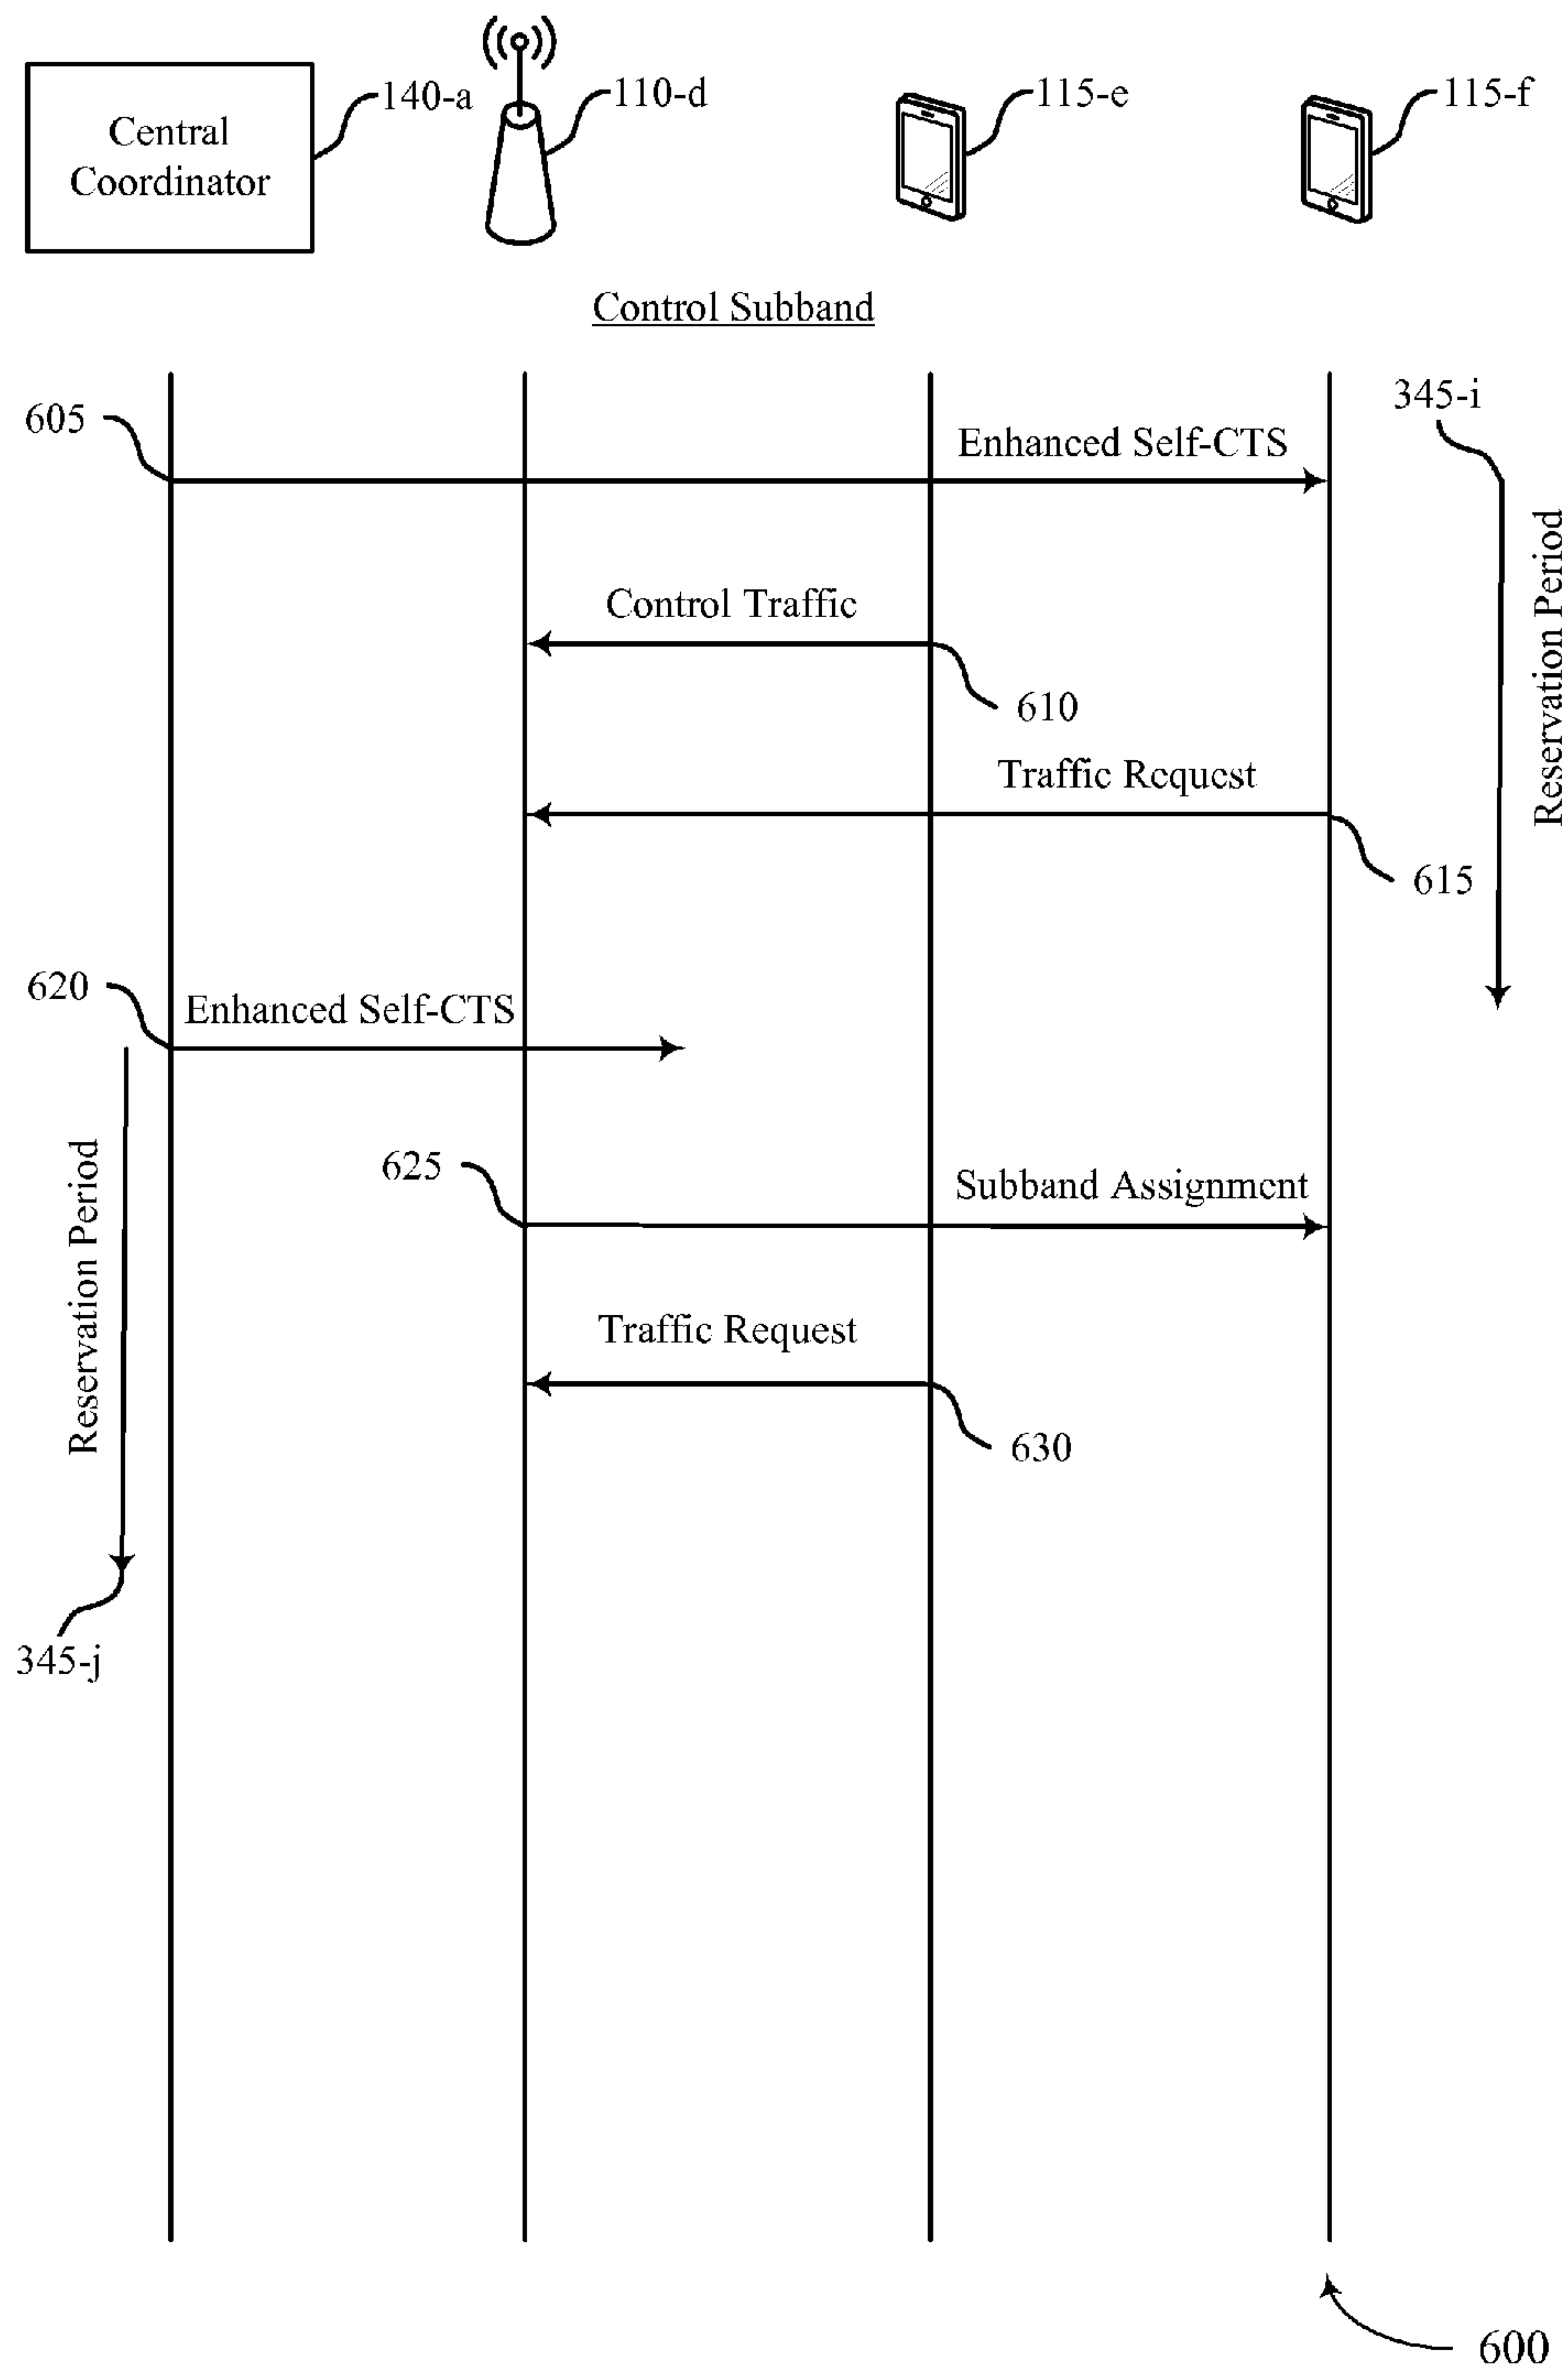 Central
Coordinator
140-a
110-d
115-e
115-f
Control Subband
605
Enhanced Self-CTS
345-i
Reservation Period
Control Traffic
610
Traffic Request
615
620
Enhanced Self-CTS
Reservation Period
625
Subband Assignment
Traffic Request
630
345-j
600